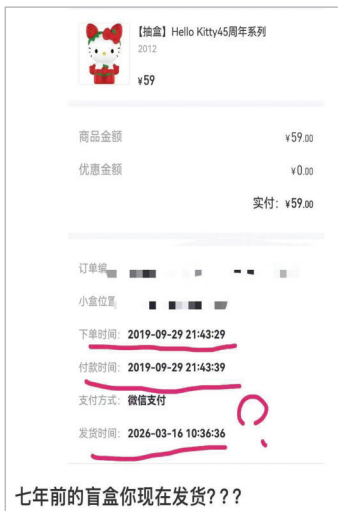 【抽盒】Hello Kitty45周年系列
2012
¥59
商品金额 ¥59.00
优惠金额 ¥0.00
实付：¥59.00
订单编
小盒位置
下单时间：2019-09-29 21:43:29
付款时间：2019-09-29 21:43:39
支付方式：微信支付
发货时间：2026-03-16 10:36:36
七年前的盲盒你现在发货???